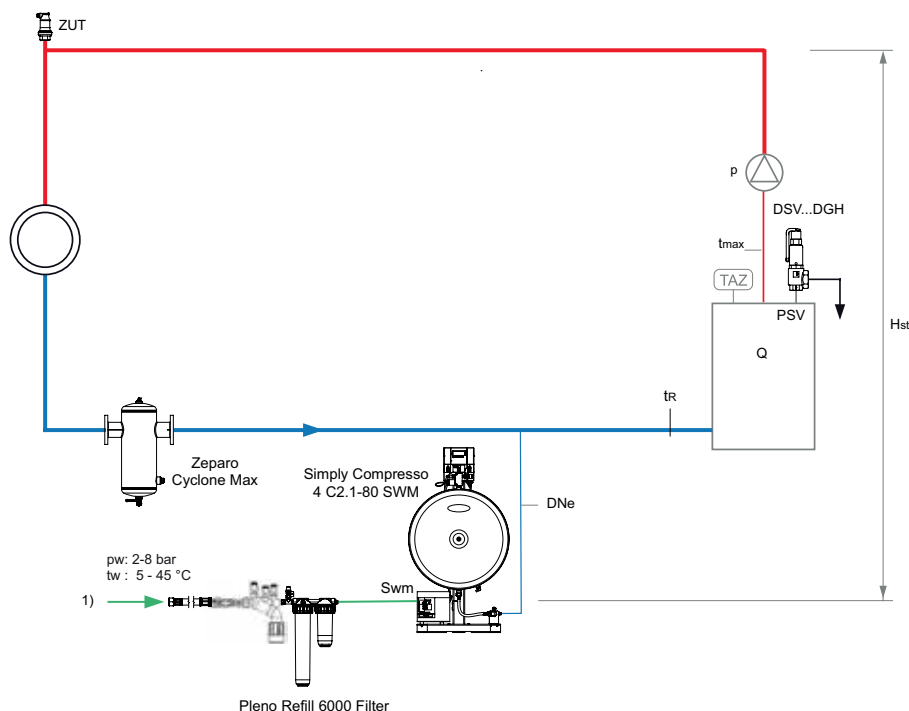 ZUT
p
DSV...DGH
tmax
TAZ
PSV
Hst
Q
tR
Zeparo
Cyclone Max
Simply Compresso
4 C2.1-80 SWM
DNe
pw: 2-8 bar
tw : 5 - 45 °C
Swm
1)
Pleno Refill 6000 Filter